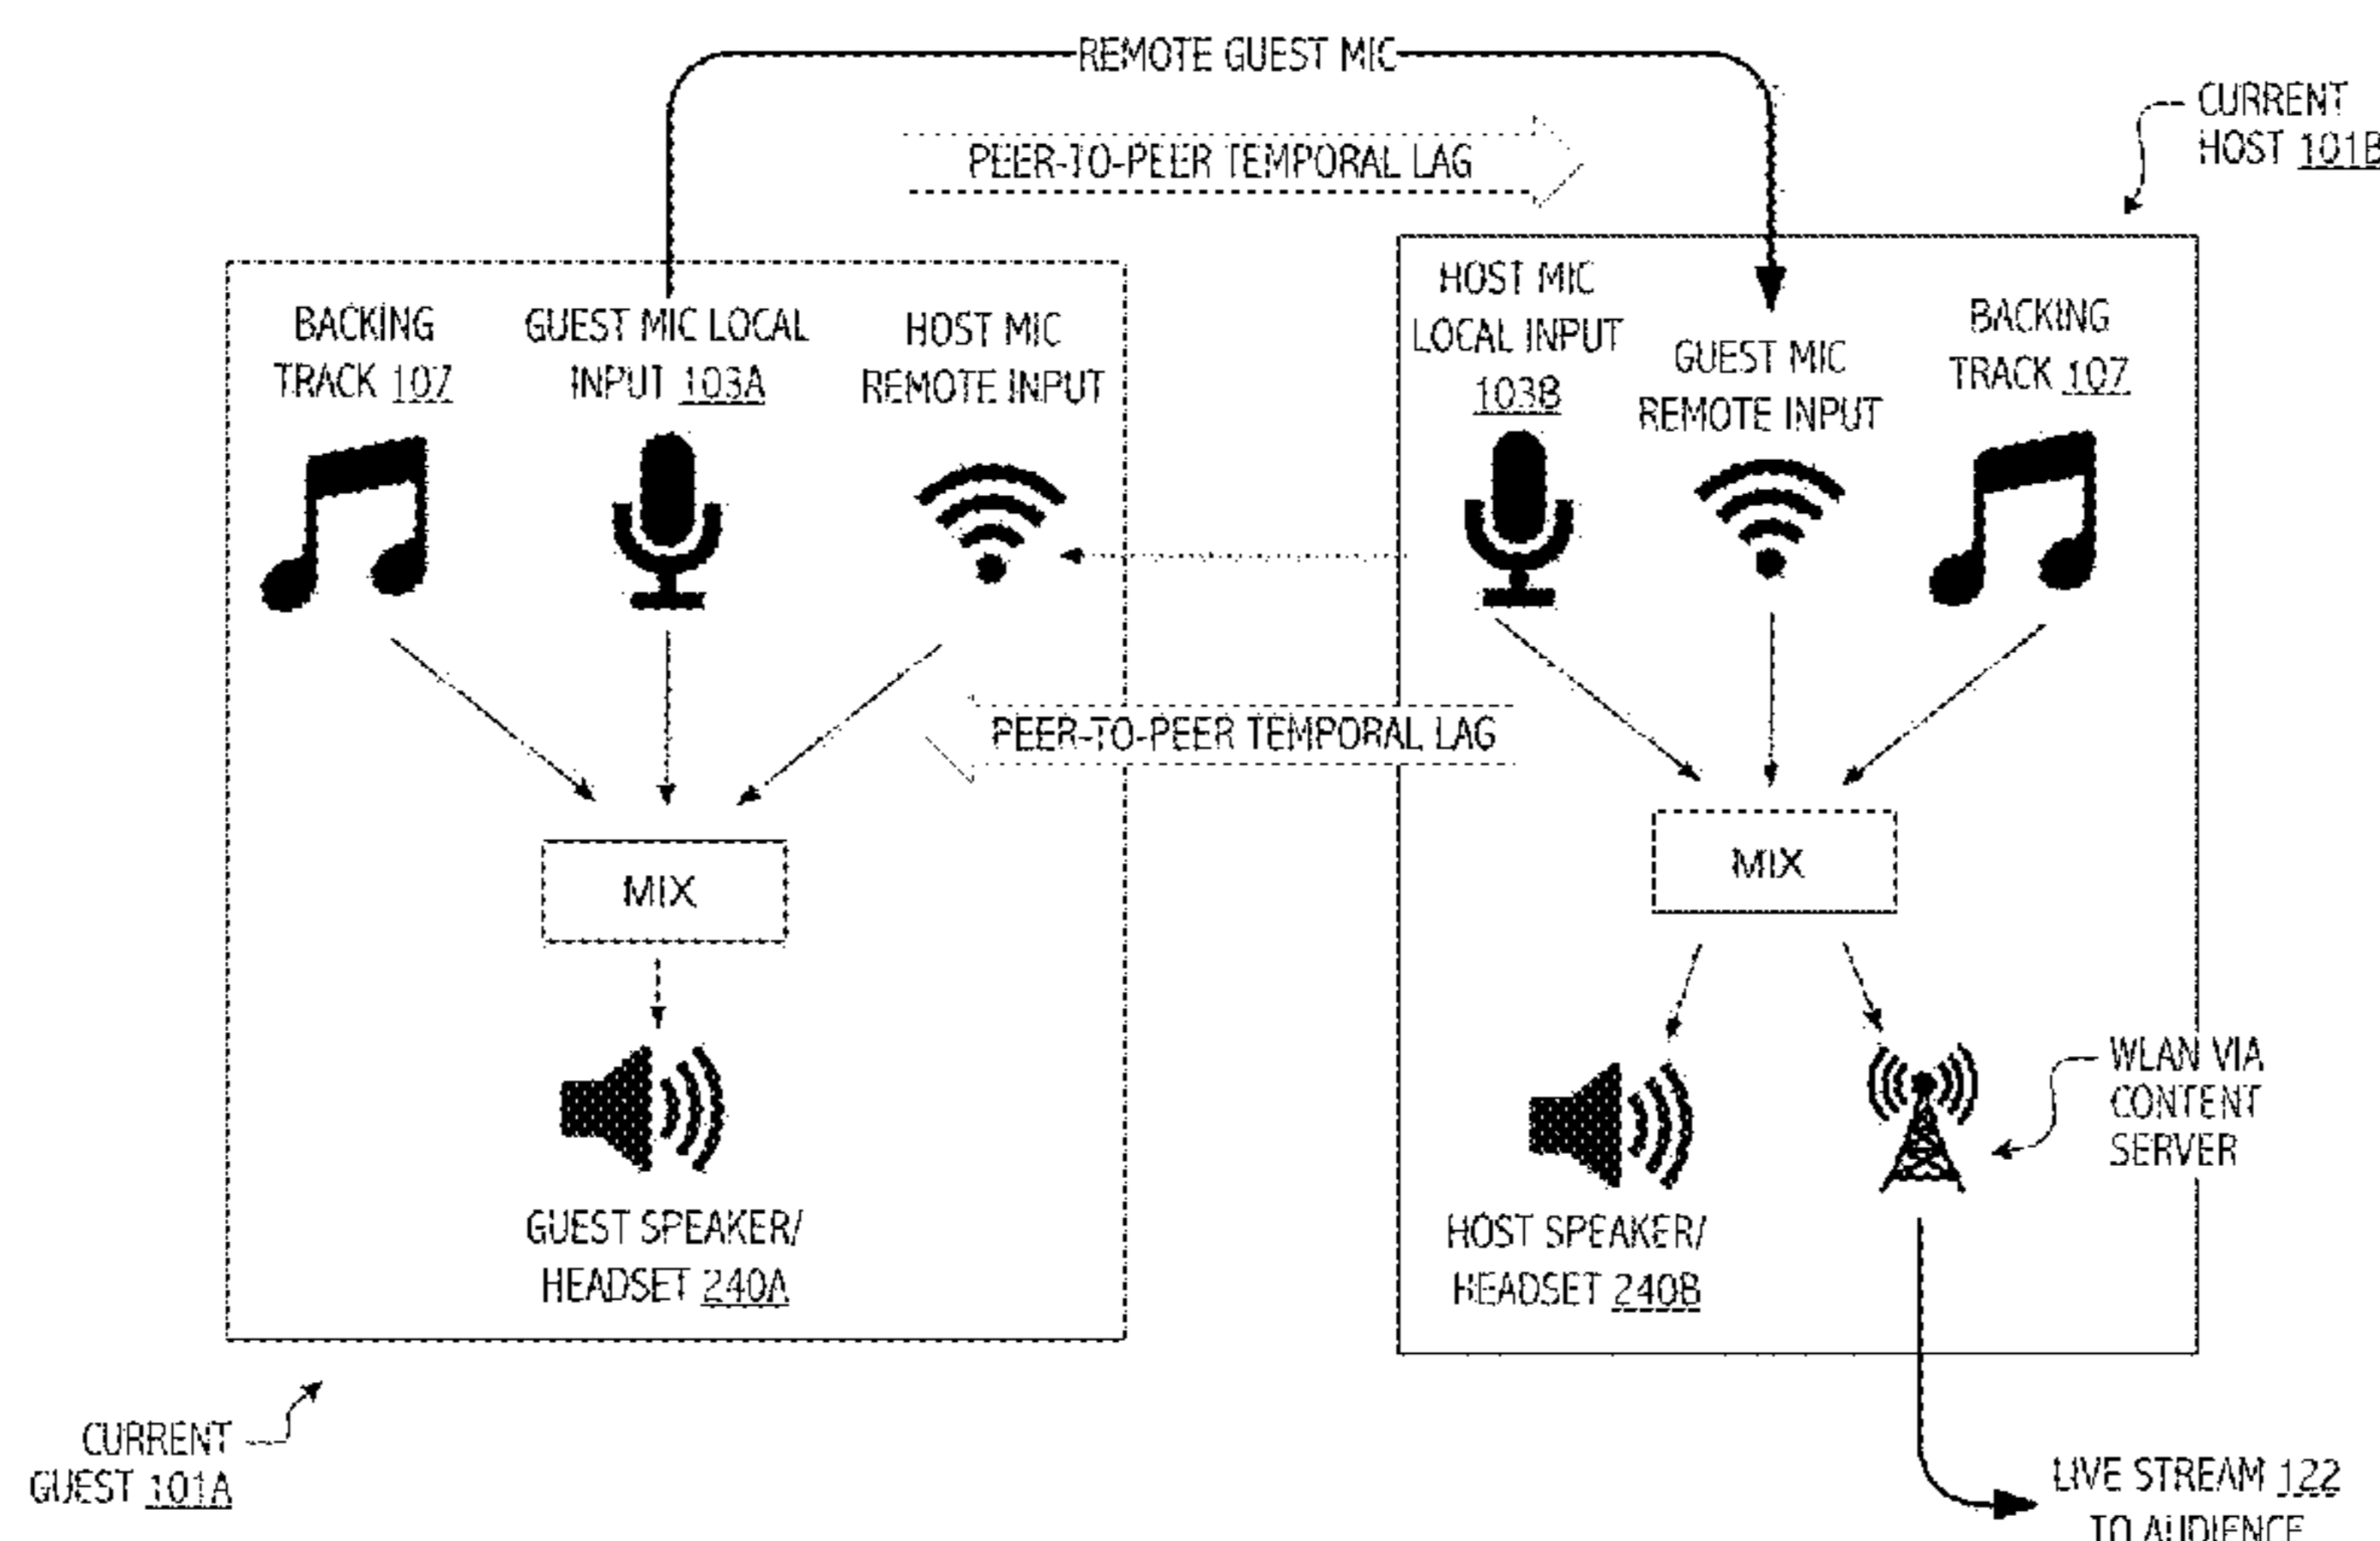 REMOTE GUEST MIC
PEER-TO-PEER TEMPORAL LAG
CURRENT
HOST 101B
BACKING
TRACK 107
GUEST MIC LOCAL
INPUT 103A
HOST MIC
REMOTE INPUT
HOST MIC
LOCAL INPUT
103B
GUEST MIC
REMOTE INPUT
BACKING
TRACK 107
PEER-TO-PEER TEMPORAL LAG
MIX
MIX
GUEST SPEAKER/
HEADSET 240A
HOST SPEAKER/
HEADSET 240B
WLAN VIA
CONTENT
SERVER
CURRENT
GUEST 101A
LIVE STREAM 122
TO AUDIENCE